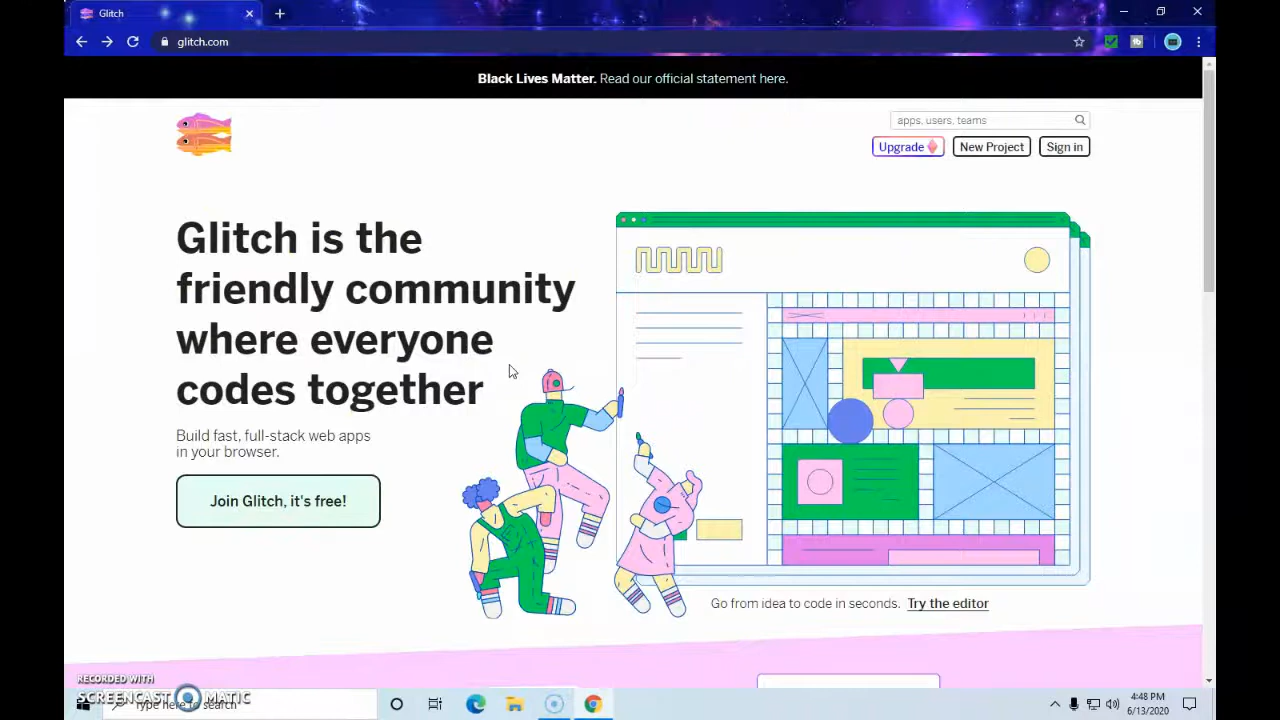 Glitch
glitch.com
Black Lives Matter. Read our official statement here.
apps, users, teams
Upgrade
New Project
Sign in
Glitch is the
friendly community
where everyone
codes together
Build fast, full-stack web apps
in your browser.
Join Glitch, it's free!
Go from idea to code in seconds. Try the editor
RECORDED WITH
SCREENCAST MATIC
Type here to search
4:48 PM
6/13/2020